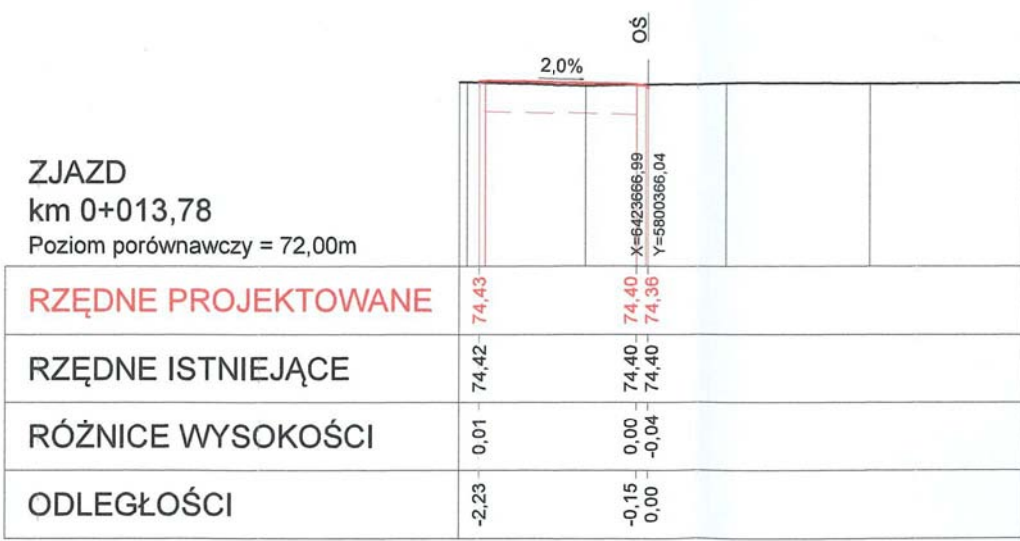 OŚ
2,0%
X=6423666,99
Y=5800366,04
ZJAZD
km 0+013,78
Poziom porównawczy = 72,00m
RZĘDNE PROJEKTOWANE 74,43 74,40 74,36
RZĘDNE ISTNIEJĄCE 74,42 74,40 74,40
RÓŻNICE WYSOKOŚCI 0,01 0,00 -0,04
ODLEGŁOŚCI -2,23 -0,15 0,00